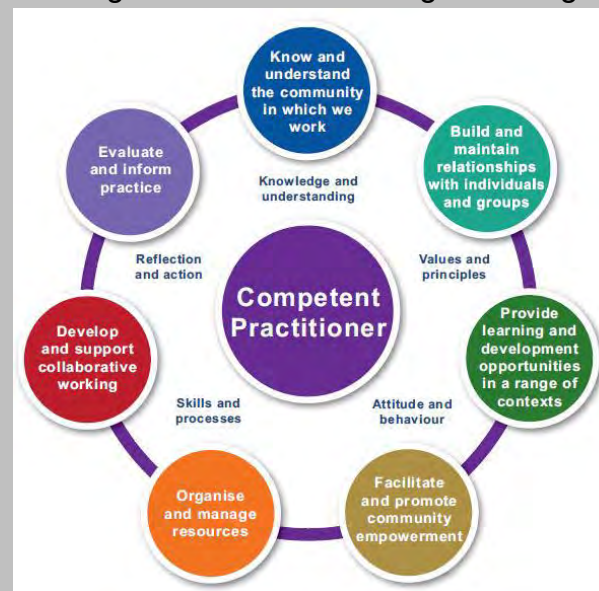 Know and
understand
the community
in which we
work
Build and
maintain
relationships
with individuals
and groups
Provide
learning and
development
opportunities
in a range of
contexts
Facilitate
and promote
community
empowerment
Organise
and manage
resources
Develop
and support
collaborative
working
Evaluate
and inform
practice
Knowledge and
understanding
Values and
principles
Attitude and
behaviour
Skills and
processes
Reflection
and action
Competent
Practitioner